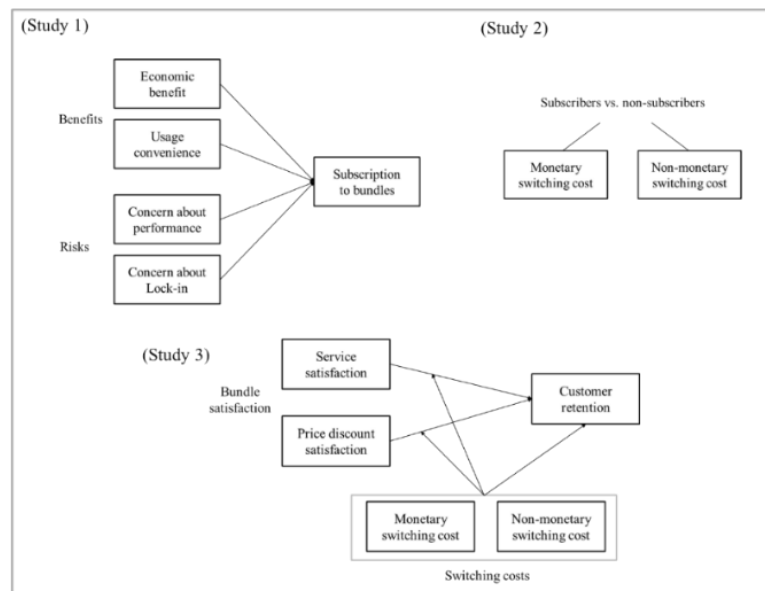 (Study 1)
Economic
benefit
Benefits
Usage
convenience
Subscription
to bundles
Concern about
performance
Risks
Concern about
Lock-in
(Study 2)
Subscribers vs. non-subscribers
Monetary
switching cost
Non-monetary
switching cost
(Study 3)
Service
satisfaction
Bundle
satisfaction
Customer
retention
Price discount
satisfaction
Monetary
switching cost
Non-monetary
switching cost
Switching costs